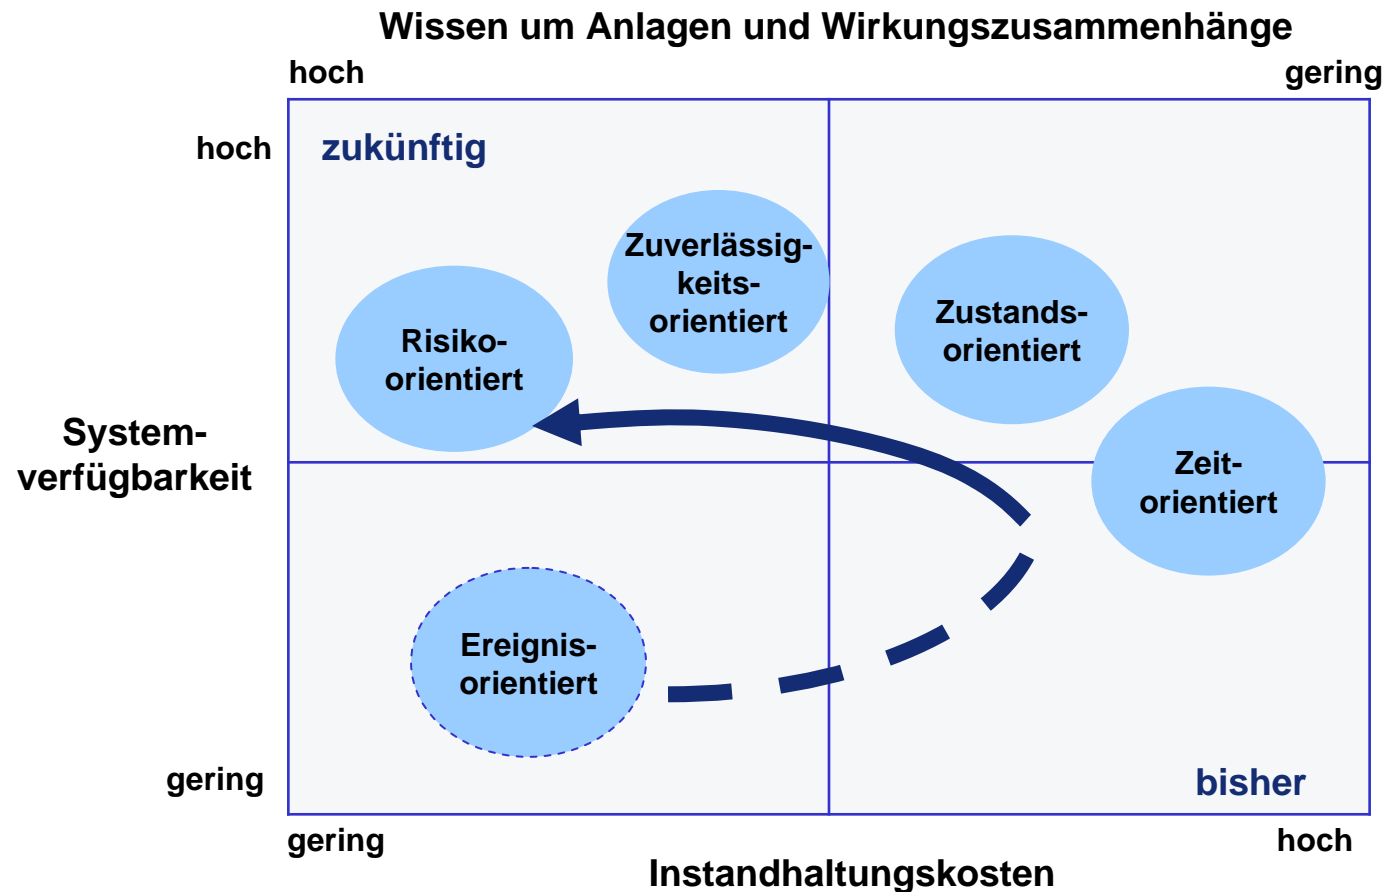 Wissen um Anlagen und Wirkungszusammenhänge
hoch
gering
hoch
zukünftig
Zuverlässig-
keits-
orientiert
Zustands-
orientiert
Risiko-
orientiert
System-
verfügbarkeit
Zeit-
orientiert
Ereignis-
orientiert
gering
bisher
gering
hoch
Instandhaltungskosten